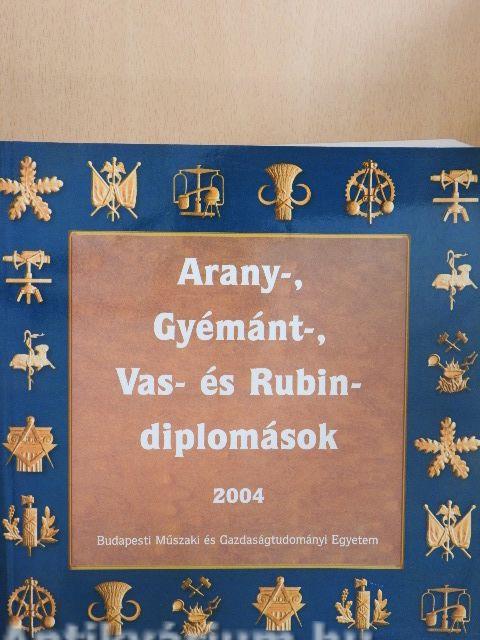 Arany-,
Gyémánt-,
Vas- és Rubin-
diplomások
2004
Budapesti Műszaki és Gazdaságtudományi Egyetem